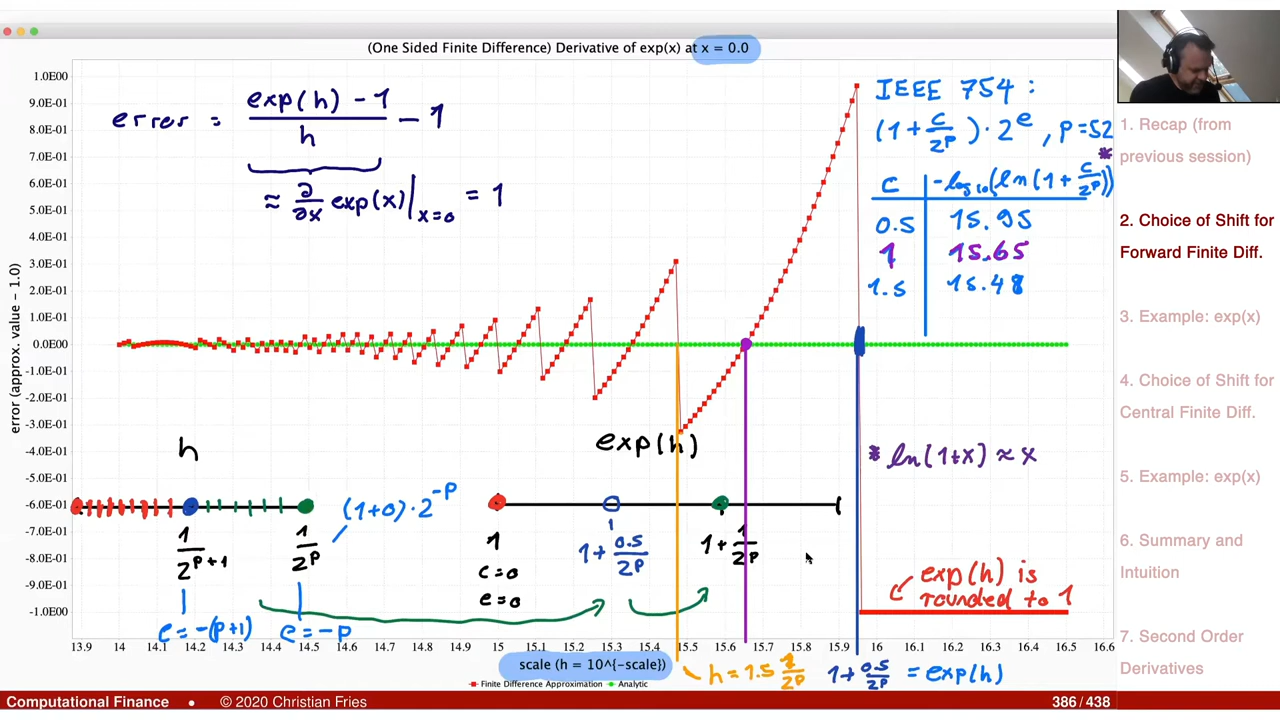 (One Sided Finite Difference) Derivative of exp(x) at x = 0.0
error (approx. value - 1.0)
1.0E00
9.0E-01
8.0E-01
7.0E-01
6.0E-01
5.0E-01
4.0E-01
3.0E-01
2.0E-01
1.0E-01
0.0E00
-1.0E-01
-2.0E-01
-3.0E-01
-4.0E-01
-5.0E-01
-6.0E-01
-7.0E-01
-8.0E-01
-9.0E-01
-1.0E00
error = (exp(h) - 1)/h - 1
≈ ∂/∂x exp(x)|x=0 = 1
IEEE 754 :
(1 + c/2^p) · 2^e , p=52
*
c -log10(ln(1 + c/2^p))
0.5 15.95
1 15.65
1.5 15.48
* ln(1+x) ≈ x
exp(h) is
rounded to 1
h
1/2^(p+1)
1/2^p
(1+0) · 2^-p
e = -(p+1)
e = -p
exp(h)
1
c=0
e=0
1 + 0.5/2^p
1 + 1/2^p
13.9 14 14.1 14.2 14.3 14.4 14.5 14.6 14.7 14.8 14.9 15 15.1 15.2 15.3 15.4 15.5 15.6 15.7 15.8 15.9 16 16.1 16.2 16.3 16.4 16.5 16.6
scale (h = 10^{-scale})
h = 1.5 1/2^p
1 + 0.5/2^p = exp(h)
Finite Difference Approximation Analytic
1. Recap (from
previous session)
2. Choice of Shift for
Forward Finite Diff.
3. Example: exp(x)
4. Choice of Shift for
Central Finite Diff.
5. Example: exp(x)
6. Summary and
Intuition
7. Second Order
Derivatives
Computational Finance • © 2020 Christian Fries 386/438